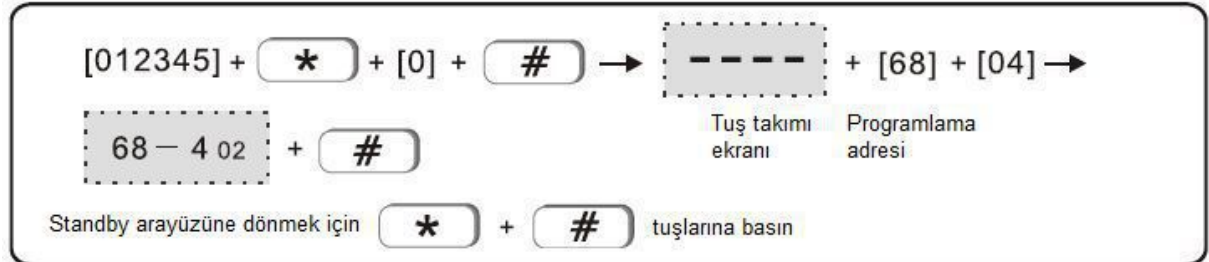 [012345] + * + [0] + # → – – – – + [68] + [04] →
Tuş takımı ekranı
Programlama adresi
68 – 4 02 + #
Standby arayüzüne dönmek için * + # tuşlarına basın